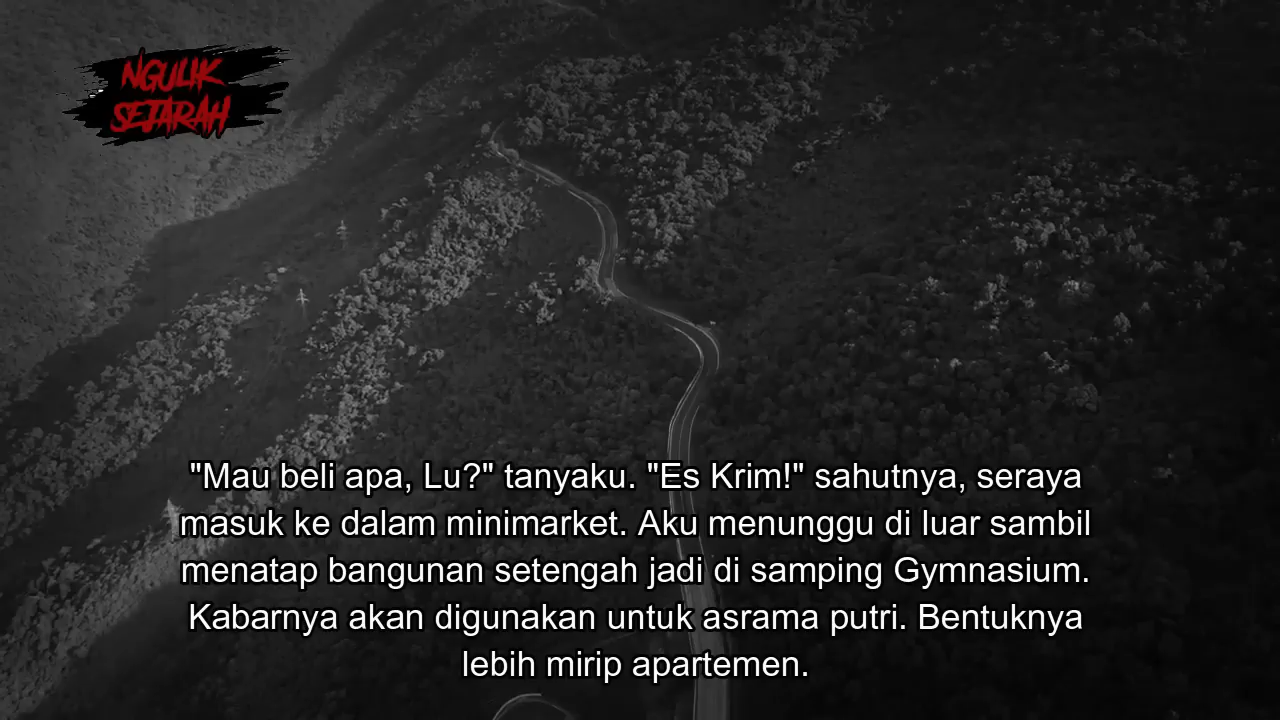 NGULIK
SEJARAH
"Mau beli apa, Lu?" tanyaku. "Es Krim!" sahutnya, seraya
masuk ke dalam minimarket. Aku menunggu di luar sambil
menatap bangunan setengah jadi di samping Gymnasium.
Kabarnya akan digunakan untuk asrama putri. Bentuknya
lebih mirip apartemen.